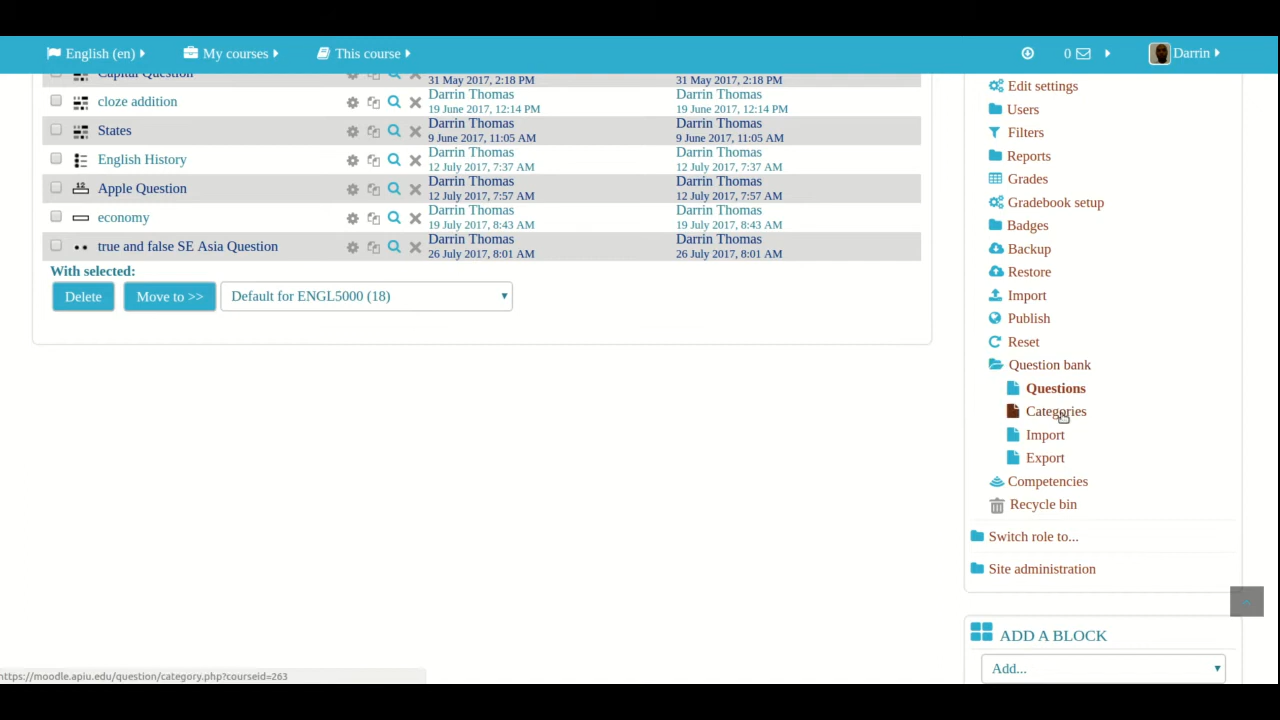 English (en) My courses This course 0 Darrin
Capital Question 31 May 2017, 2:18 PM 31 May 2017, 2:18 PM
cloze addition Darrin Thomas Darrin Thomas
19 June 2017, 12:14 PM 19 June 2017, 12:14 PM
States Darrin Thomas Darrin Thomas
9 June 2017, 11:05 AM 9 June 2017, 11:05 AM
English History Darrin Thomas Darrin Thomas
12 July 2017, 7:37 AM 12 July 2017, 7:37 AM
12 Apple Question Darrin Thomas Darrin Thomas
12 July 2017, 7:57 AM 12 July 2017, 7:57 AM
economy Darrin Thomas Darrin Thomas
19 July 2017, 8:43 AM 19 July 2017, 8:43 AM
true and false SE Asia Question Darrin Thomas Darrin Thomas
26 July 2017, 8:01 AM 26 July 2017, 8:01 AM
With selected:
Delete Move to >> Default for ENGL5000 (18)
Edit settings
Users
Filters
Reports
Grades
Gradebook setup
Badges
Backup
Restore
Import
Publish
Reset
Question bank
Questions
Categories
Import
Export
Competencies
Recycle bin
Switch role to...
Site administration
ADD A BLOCK
Add...
https://moodle.apiu.edu/question/category.php?courseid=263